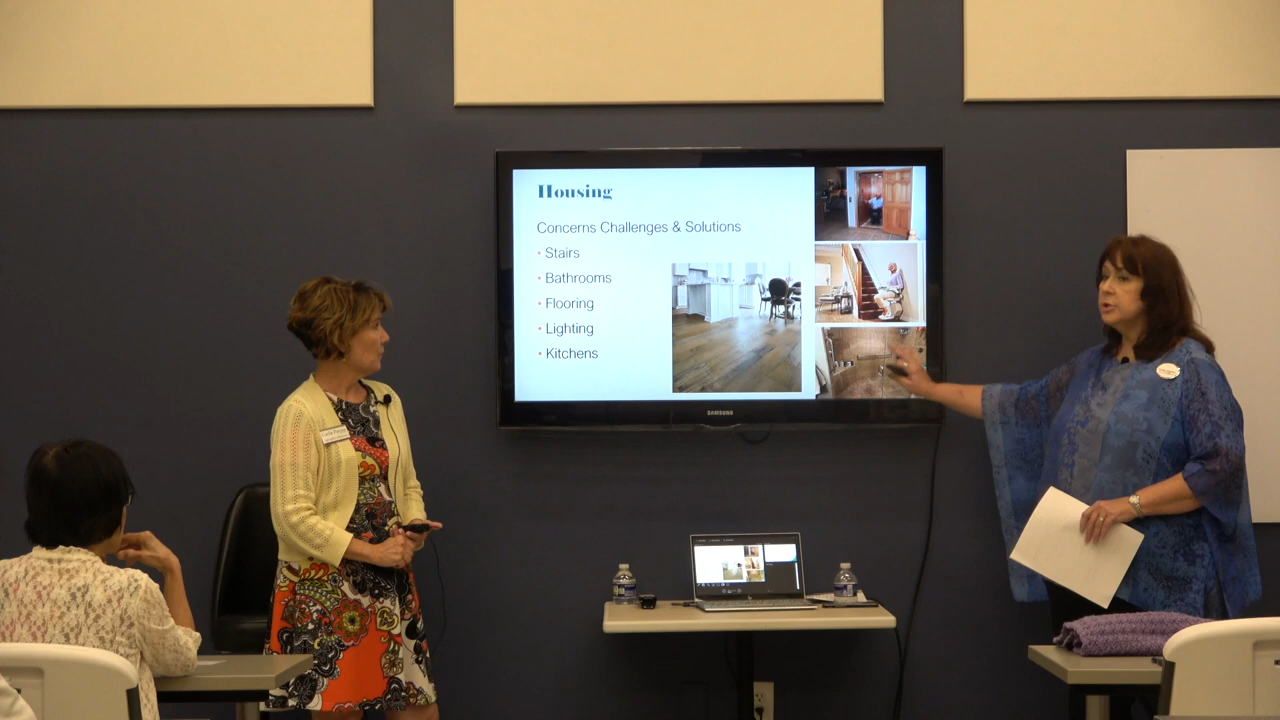 Housing
Concerns Challenges & Solutions
• Stairs
• Bathrooms
• Flooring
• Lighting
• Kitchens
SAMSUNG